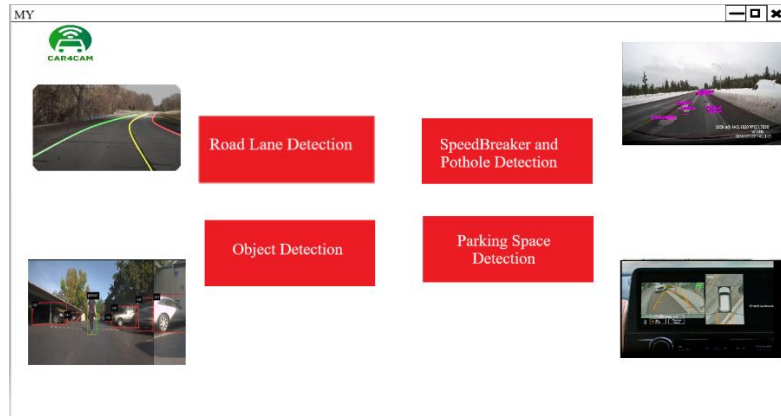 MY
CAR4CAM
Road Lane Detection
SpeedBreaker and
Pothole Detection
Object Detection
Parking Space
Detection